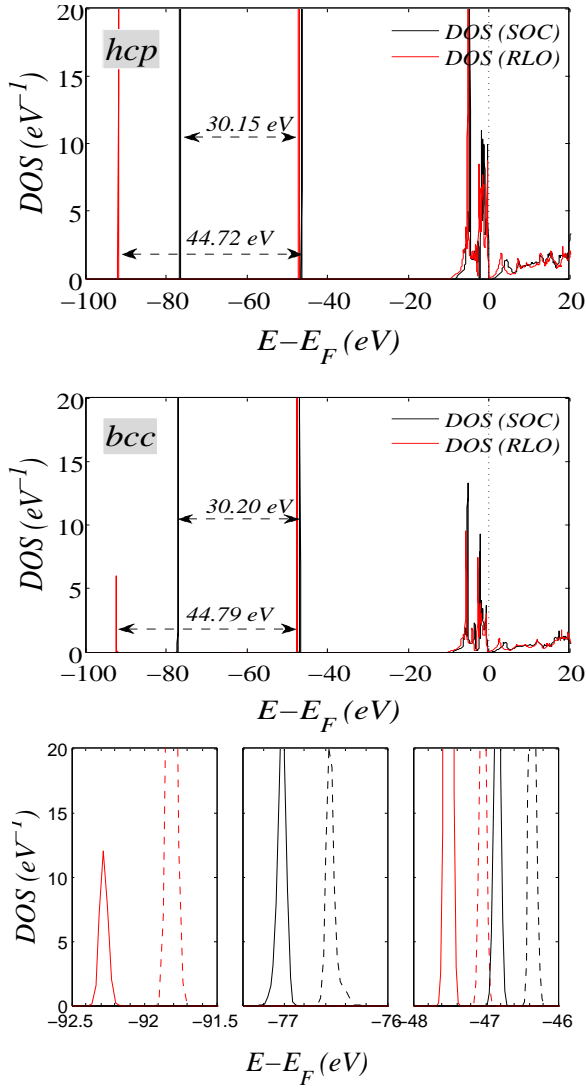 hcp
DOS (SOC)
DOS (RLO)
30.15 eV
44.72 eV
DOS (eV⁻¹)
20
15
10
5
0
−100 −80 −60 −40 −20 0 20
E−E_F (eV)
bcc
DOS (SOC)
DOS (RLO)
30.20 eV
44.79 eV
DOS (eV⁻¹)
20
15
10
5
0
−100 −80 −60 −40 −20 0 20
E−E_F (eV)
DOS (eV⁻¹)
20
15
10
5
0
−92.5 −92 −91.5 −77 −76 −48 −47 −46
E−E_F (eV)